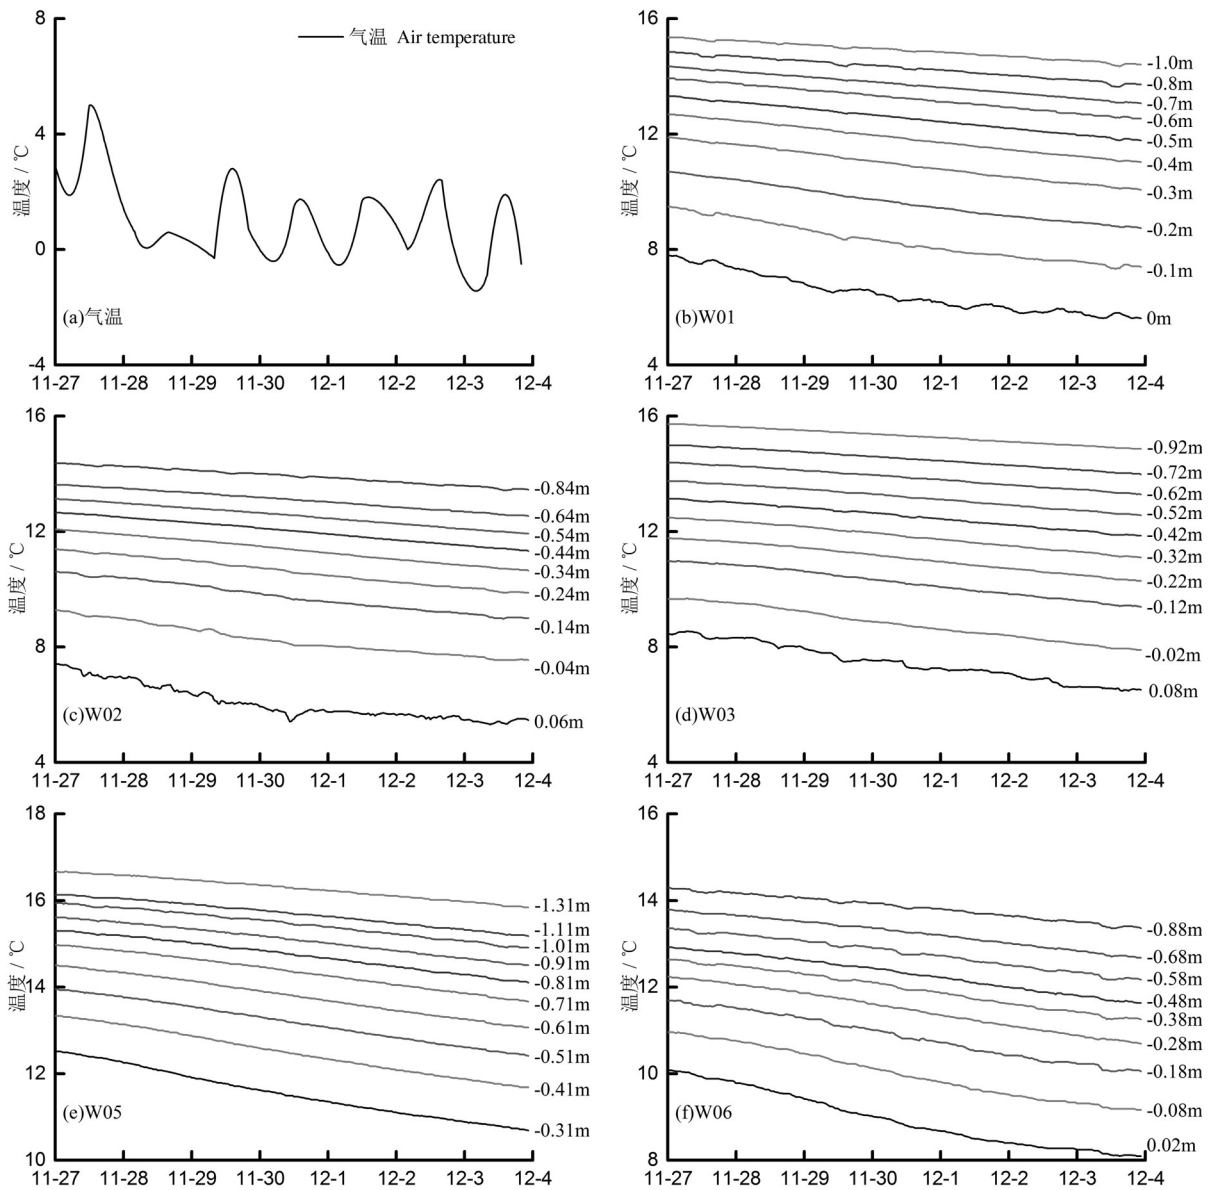 8
4
0
-4
温度 / ℃
气温 Air temperature
(a)气温
11-27 11-28 11-29 11-30 12-1 12-2 12-3 12-4
16
12
8
4
温度 / ℃
-1.0m
-0.8m
-0.7m
-0.6m
-0.5m
-0.4m
-0.3m
-0.2m
-0.1m
0m
(b)W01
11-27 11-28 11-29 11-30 12-1 12-2 12-3 12-4
16
12
8
4
温度 / ℃
-0.84m
-0.64m
-0.54m
-0.44m
-0.34m
-0.24m
-0.14m
-0.04m
0.06m
(c)W02
11-27 11-28 11-29 11-30 12-1 12-2 12-3 12-4
16
12
8
4
温度 / ℃
-0.92m
-0.72m
-0.62m
-0.52m
-0.42m
-0.32m
-0.22m
-0.12m
-0.02m
0.08m
(d)W03
11-27 11-28 11-29 11-30 12-1 12-2 12-3 12-4
18
16
14
12
10
温度 / ℃
-1.31m
-1.11m
-1.01m
-0.91m
-0.81m
-0.71m
-0.61m
-0.51m
-0.41m
-0.31m
(e)W05
11-27 11-28 11-29 11-30 12-1 12-2 12-3 12-4
16
14
12
10
8
温度 / ℃
-0.88m
-0.68m
-0.58m
-0.48m
-0.38m
-0.28m
-0.18m
-0.08m
0.02m
(f)W06
11-27 11-28 11-29 11-30 12-1 12-2 12-3 12-4